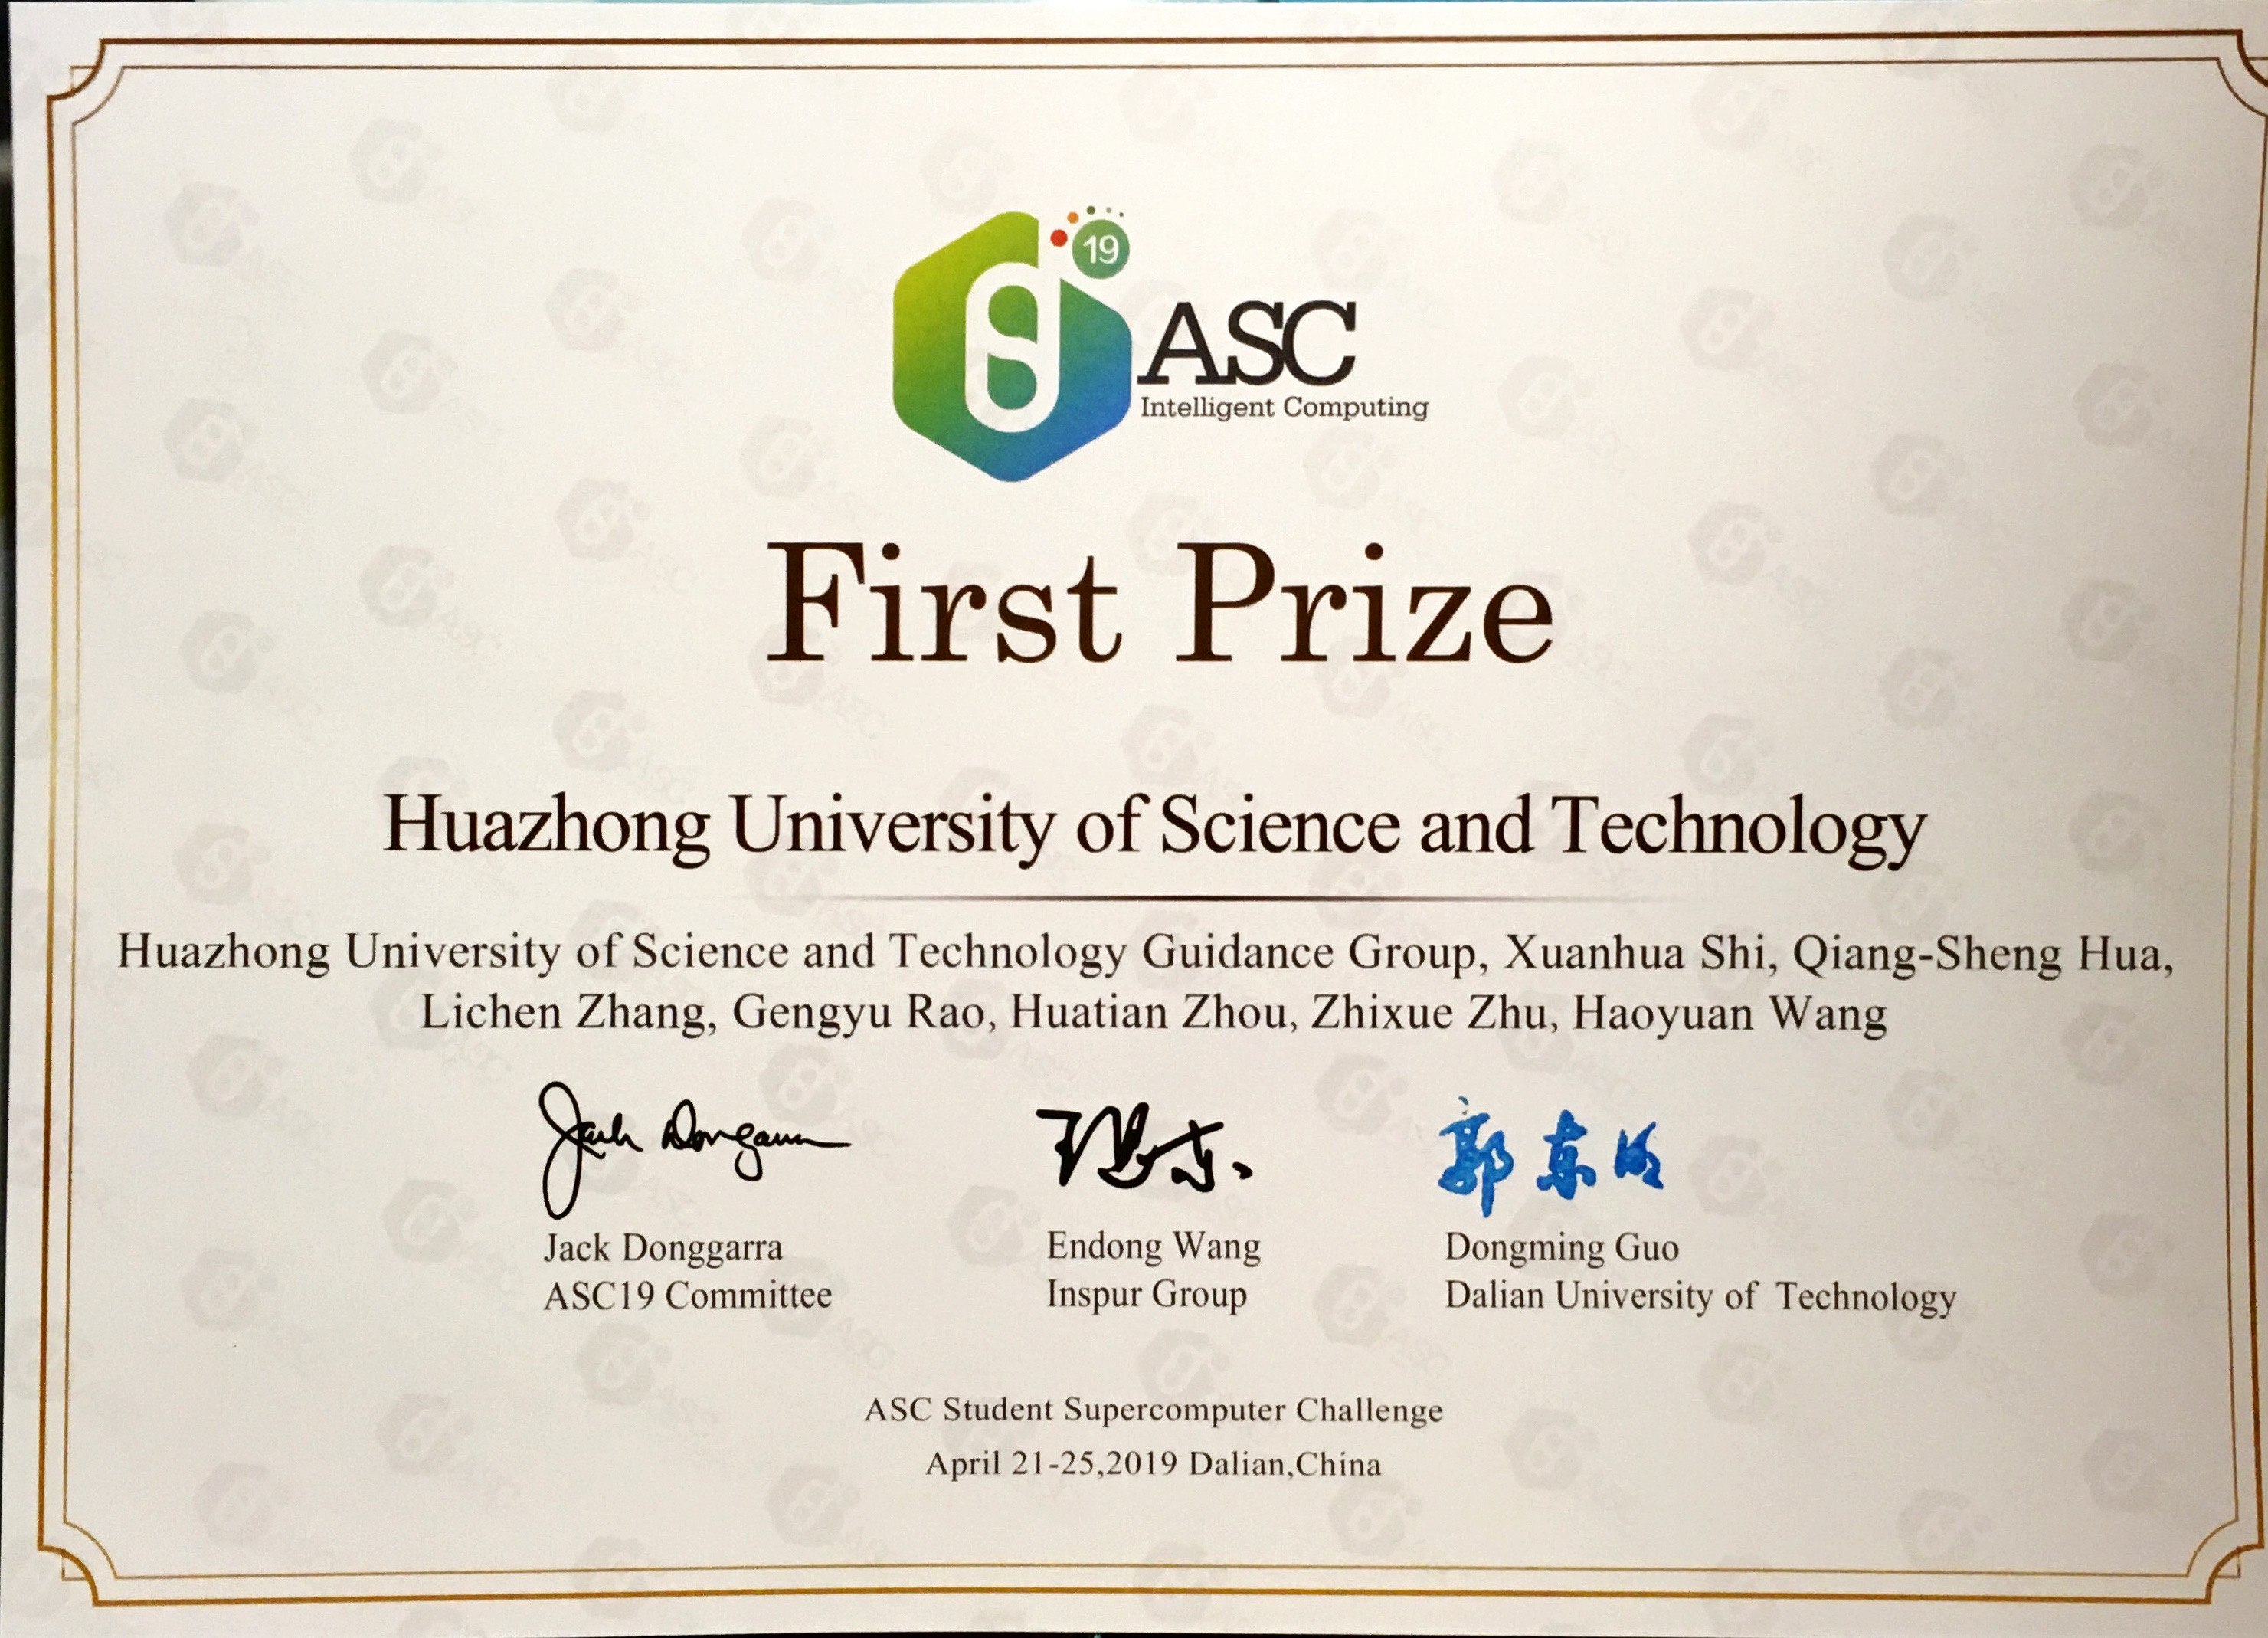 19
ASC
Intelligent Computing
First Prize
Huazhong University of Science and Technology
Huazhong University of Science and Technology Guidance Group, Xuanhua Shi, Qiang-Sheng Hua,
Lichen Zhang, Gengyu Rao, Huatian Zhou, Zhixue Zhu, Haoyuan Wang
Jack Dongarra
郭东明
Jack Donggarra
Endong Wang
Dongming Guo
ASC19 Committee
Inspur Group
Dalian University of Technology
ASC Student Supercomputer Challenge
April 21-25,2019 Dalian,China